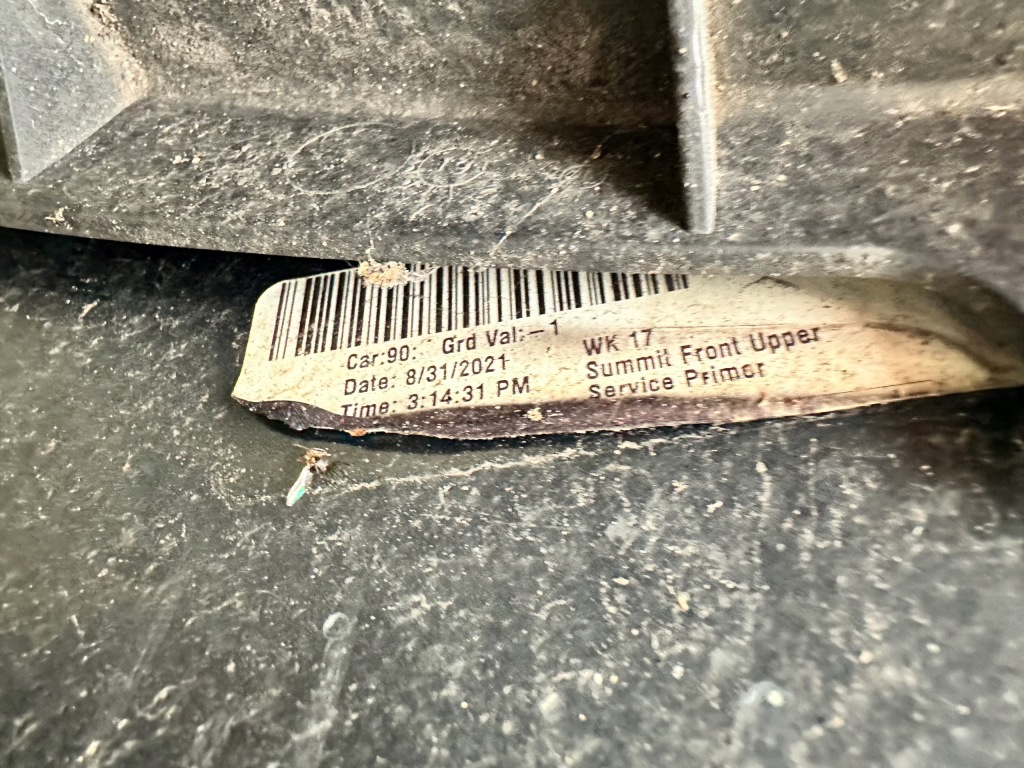 Car:90: Grd Val:-1
Date: 8/31/2021
Time: 3:14:31 PM
WK 17
Summit Front Upper
Service Primer